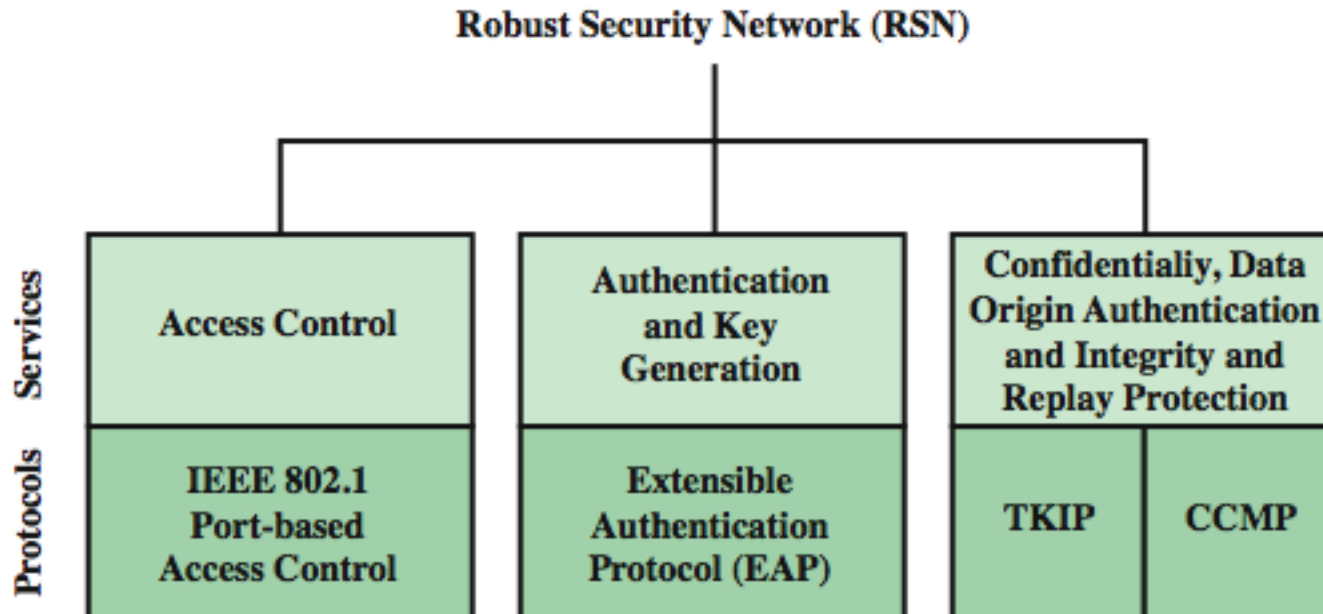 Robust Security Network (RSN)
Services
Access Control
Authentication
and Key
Generation
Confidentialiy, Data
Origin Authentication
and Integrity and
Replay Protection
Protocols
IEEE 802.1
Port-based
Access Control
Extensible
Authentication
Protocol (EAP)
TKIP
CCMP